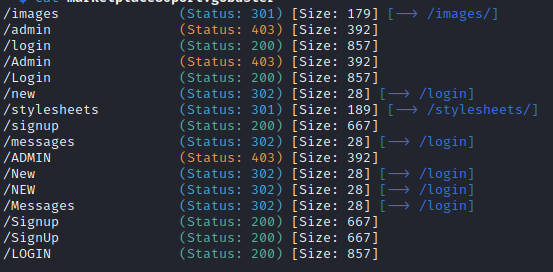 /images (Status: 301) [Size: 179] [--> /images/]
/admin (Status: 403) [Size: 392]
/login (Status: 200) [Size: 857]
/Admin (Status: 403) [Size: 392]
/Login (Status: 200) [Size: 857]
/new (Status: 302) [Size: 28] [--> /login]
/stylesheets (Status: 301) [Size: 189] [--> /stylesheets/]
/signup (Status: 200) [Size: 667]
/messages (Status: 302) [Size: 28] [--> /login]
/ADMIN (Status: 403) [Size: 392]
/New (Status: 302) [Size: 28] [--> /login]
/NEW (Status: 302) [Size: 28] [--> /login]
/Messages (Status: 302) [Size: 28] [--> /login]
/Signup (Status: 200) [Size: 667]
/SignUp (Status: 200) [Size: 667]
/LOGIN (Status: 200) [Size: 857]